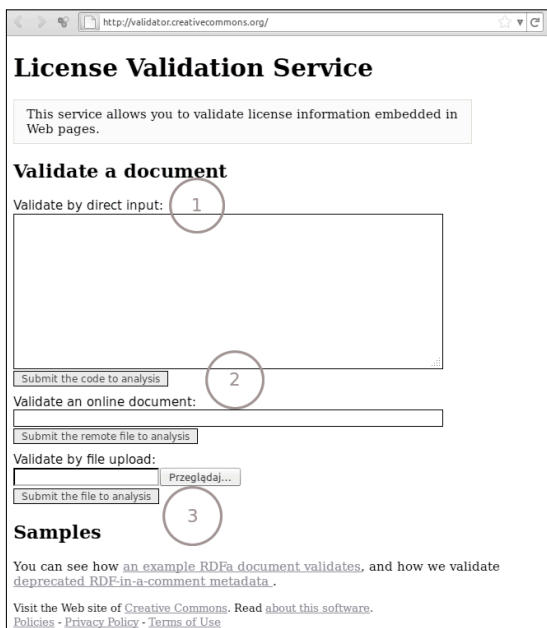 http://validator.creativecommons.org/
License Validation Service
This service allows you to validate license information embedded in
Web pages.
Validate a document
Validate by direct input:
1
Submit the code to analysis
2
Validate an online document:
Submit the remote file to analysis
Validate by file upload:
Przeglądaj...
Submit the file to analysis
3
Samples
You can see how an example RDFa document validates, and how we validate
deprecated RDF-in-a-comment metadata .
Visit the Web site of Creative Commons. Read about this software.
Policies - Privacy Policy - Terms of Use